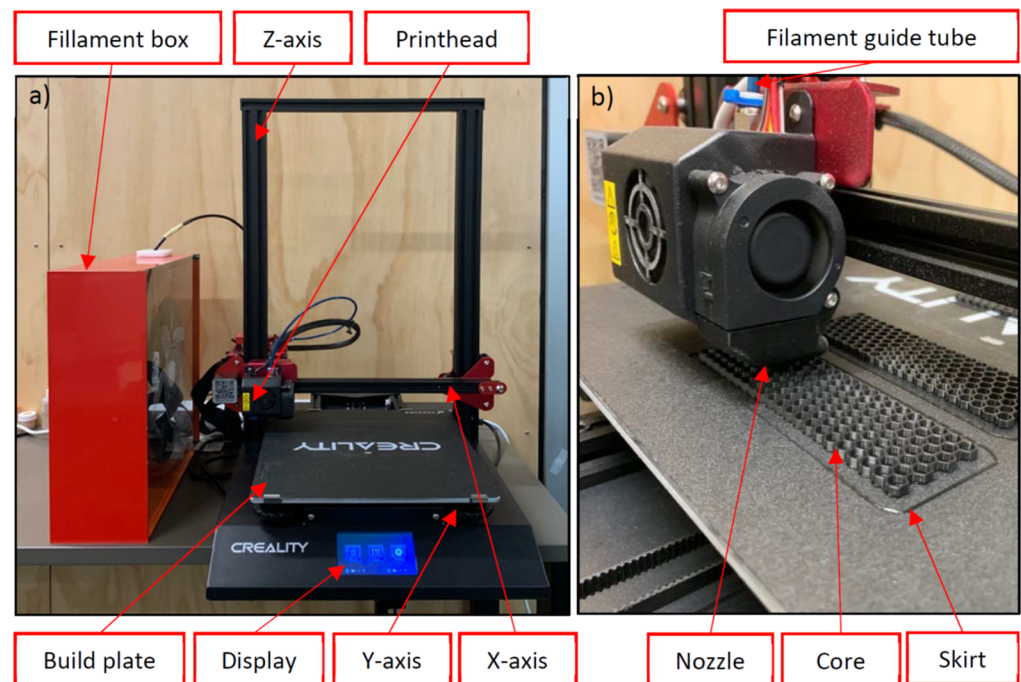 Fillament box
Z-axis
Printhead
Filament guide tube
a)
b)
CREALITY
CREALITY
Build plate
Display
Y-axis
X-axis
Nozzle
Core
Skirt